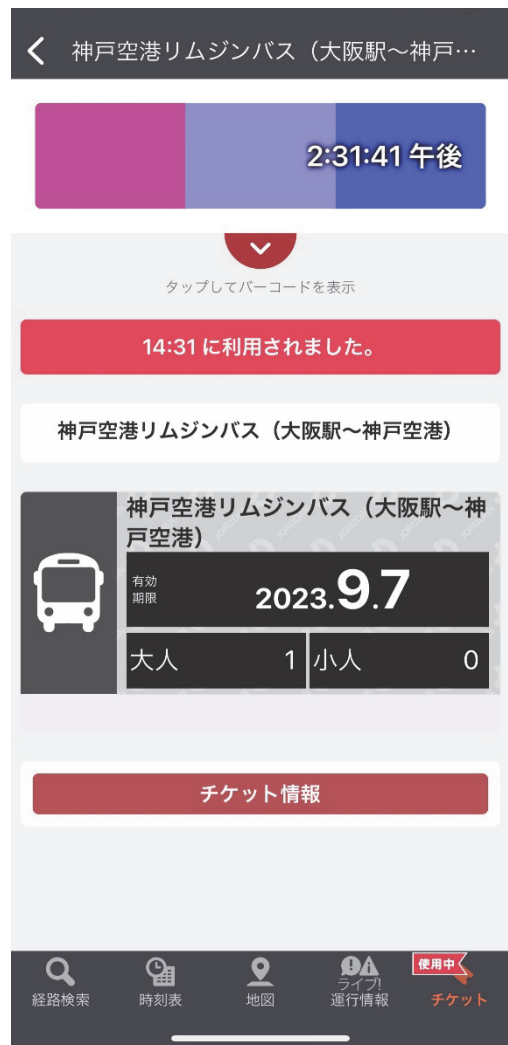 神戸空港リムジンバス（大阪駅～神戸…
2:31:41 午後
タップしてバーコードを表示
14:31 に利用されました。
神戸空港リムジンバス（大阪駅～神戸空港）
神戸空港リムジンバス（大阪駅～神
戸空港）
有効
期限
2023.9.7
大人 1 小人 0
チケット情報
使用中
経路検索 時刻表 地図 ライブ!
運行情報 チケット